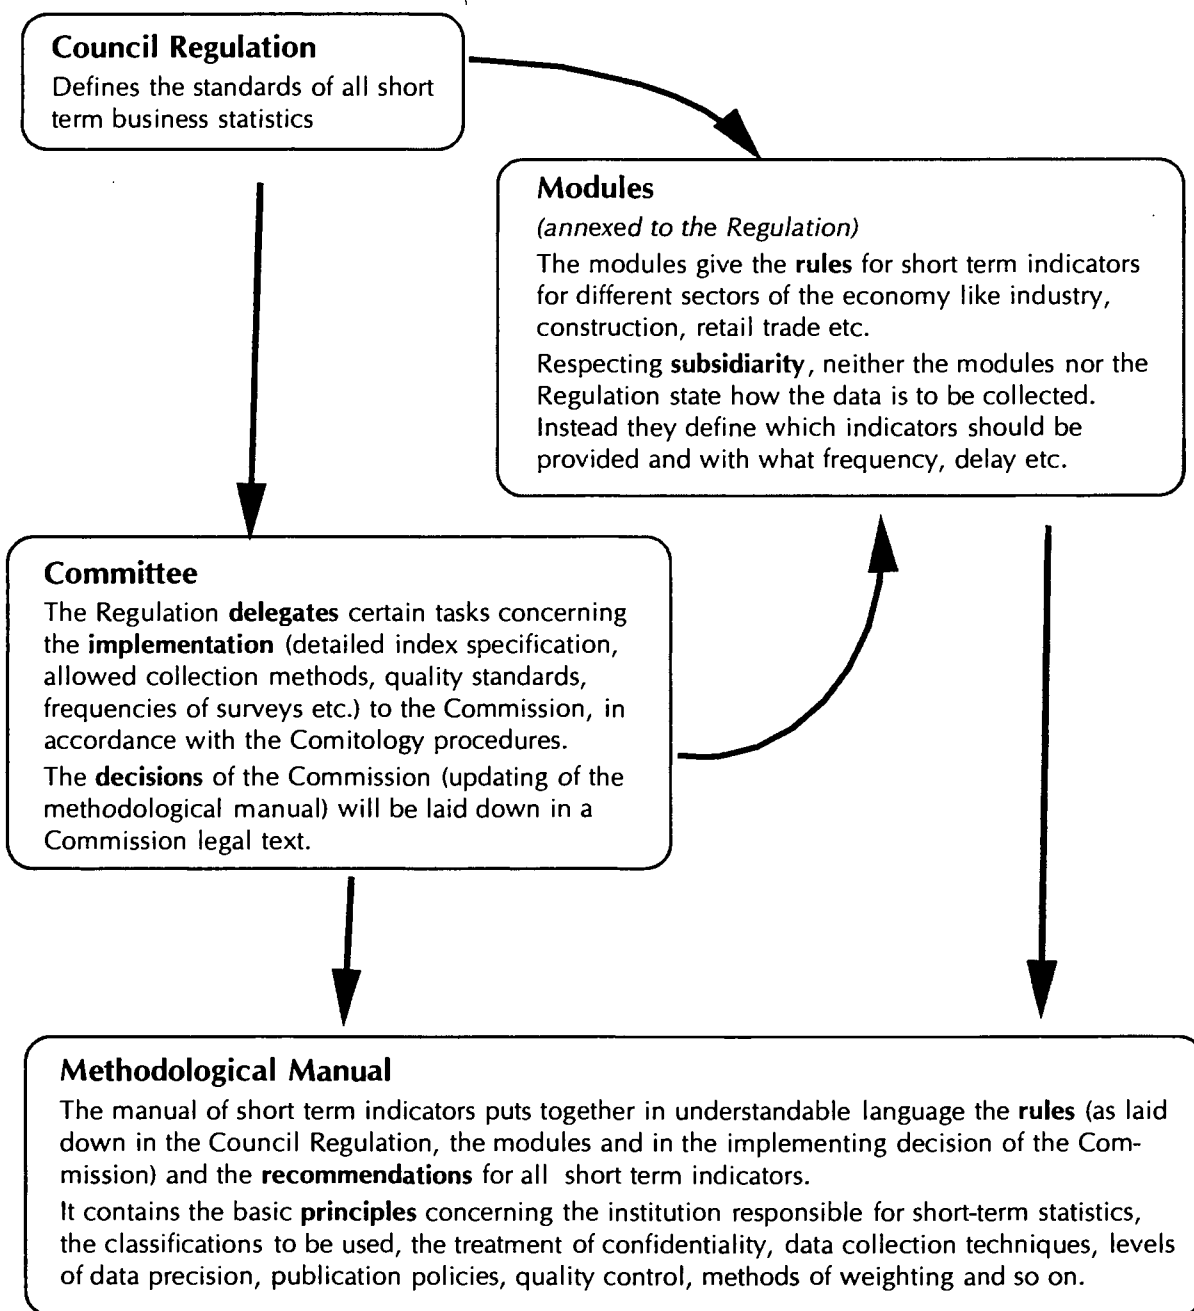 Council Regulation
Defines the standards of all short
term business statistics
Modules
(annexed to the Regulation)
The modules give the rules for short term indicators
for different sectors of the economy like industry,
construction, retail trade etc.
Respecting subsidiarity, neither the modules nor the
Regulation state how the data is to be collected.
Instead they define which indicators should be
provided and with what frequency, delay etc.
Committee
The Regulation delegates certain tasks concerning
the implementation (detailed index specification,
allowed collection methods, quality standards,
frequencies of surveys etc.) to the Commission, in
accordance with the Comitology procedures.
The decisions of the Commission (updating of the
methodological manual) will be laid down in a
Commission legal text.
Methodological Manual
The manual of short term indicators puts together in understandable language the rules (as laid
down in the Council Regulation, the modules and in the implementing decision of the Com-
mission) and the recommendations for all short term indicators.
It contains the basic principles concerning the institution responsible for short-term statistics,
the classifications to be used, the treatment of confidentiality, data collection techniques, levels
of data precision, publication policies, quality control, methods of weighting and so on.